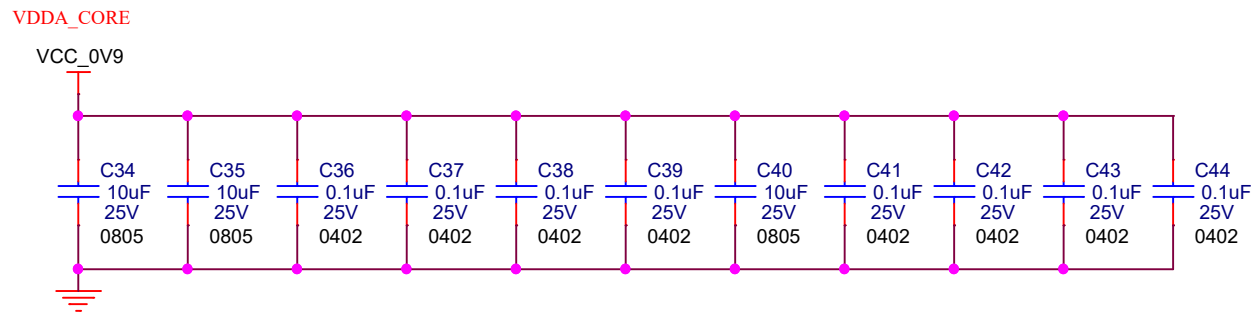 VDDA_CORE
VCC_0V9
C34 C35 C36 C37 C38 C39 C40 C41 C42 C43 C44
10uF 10uF 0.1uF 0.1uF 0.1uF 0.1uF 10uF 0.1uF 0.1uF 0.1uF 0.1uF
25V 25V 25V 25V 25V 25V 25V 25V 25V 25V 25V
0805 0805 0402 0402 0402 0402 0805 0402 0402 0402 0402